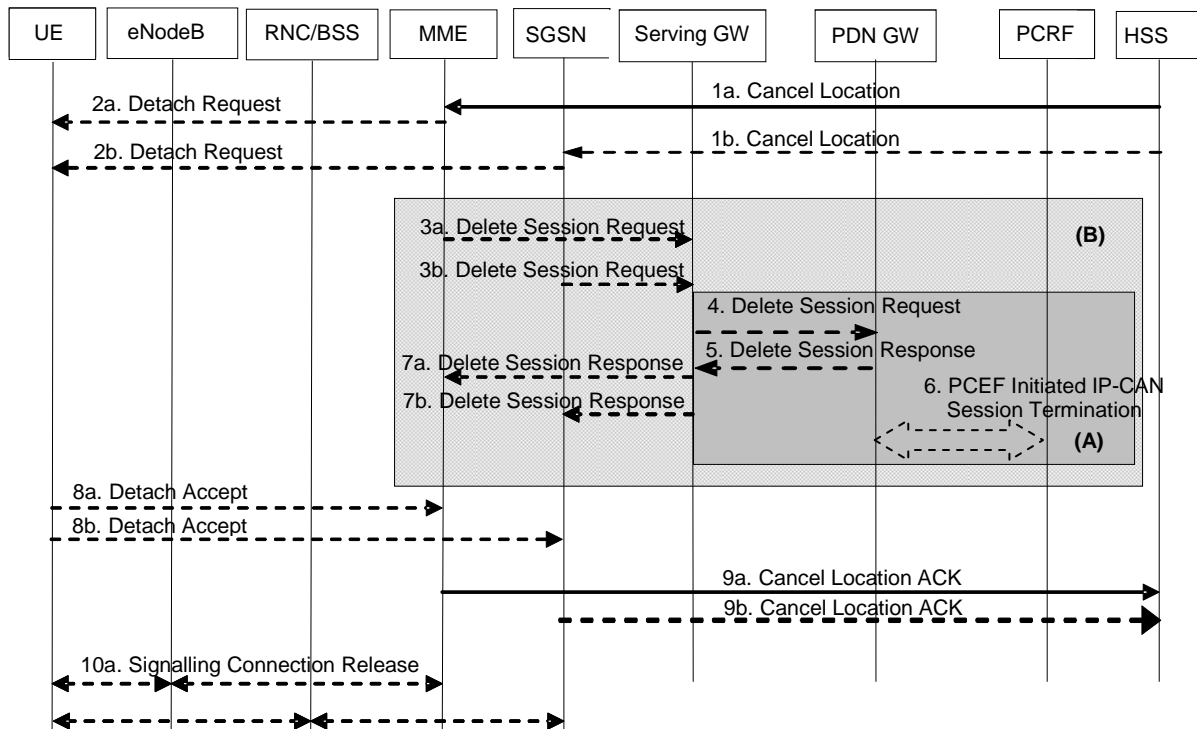 UE
eNodeB
RNC/BSS
MME
SGSN
Serving GW
PDN GW
PCRF
HSS
2a. Detach Request
1a. Cancel Location
2b. Detach Request
1b. Cancel Location
3a. Delete Session Request
(B)
3b. Delete Session Request
4. Delete Session Request
5. Delete Session Response
7a. Delete Session Response
6. PCEF Initiated IP-CAN
Session Termination
7b. Delete Session Response
(A)
8a. Detach Accept
8b. Detach Accept
9a. Cancel Location ACK
9b. Cancel Location ACK
10a. Signalling Connection Release